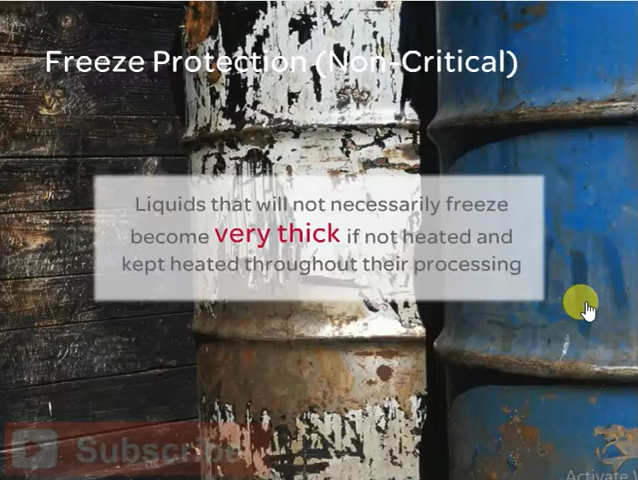 Freeze Protection (Non-Critical)
Liquids that will not necessarily freeze
become very thick if not heated and
kept heated throughout their processing
Subscribe
Activate